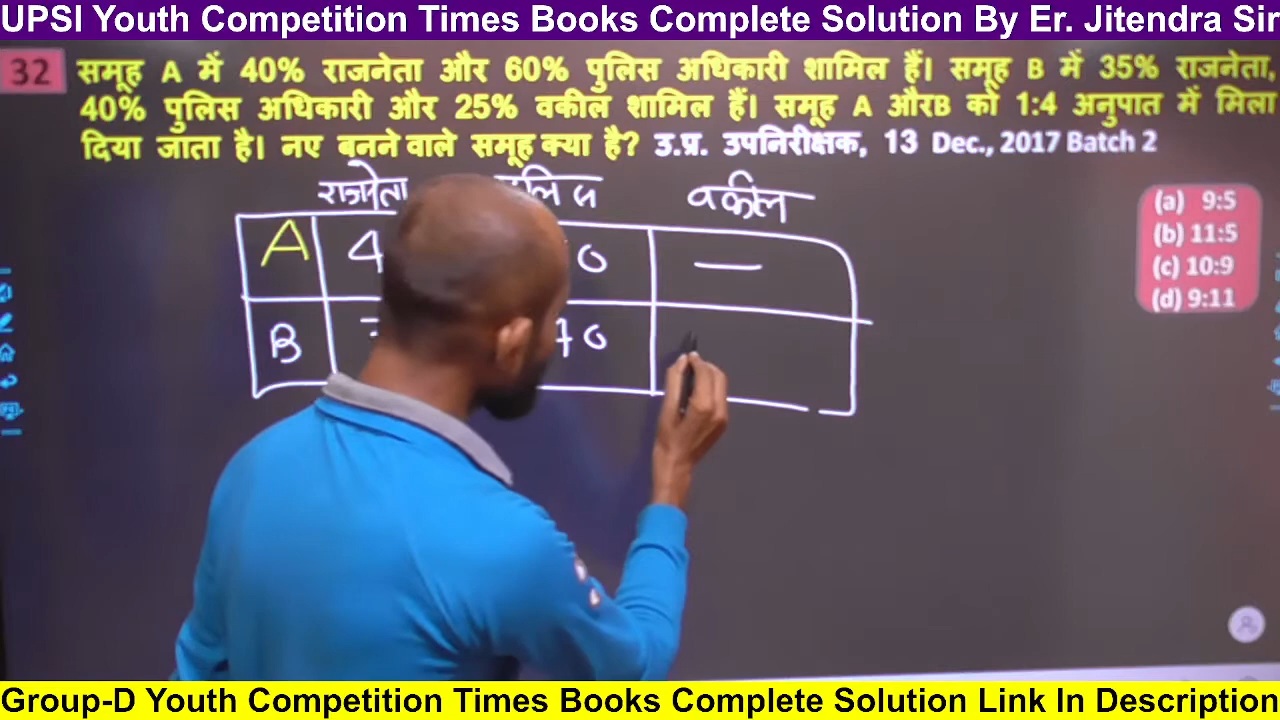 UPSI Youth Competition Times Books Complete Solution By Er. Jitendra Sir
32 समूह A में 40% राजनेता और 60% पुलिस अधिकारी शामिल हैं। समूह B में 35% राजनेता,
40% पुलिस अधिकारी और 25% वकील शामिल हैं। समूह A औरB को 1:4 अनुपात में मिला
दिया जाता है। नए बनने वाले समूह क्या है? उ.प्र. उपनिरीक्षक, 13 Dec., 2017 Batch 2
राजनेता वकील
(a) 9:5
(b) 11:5
(c) 10:9
(d) 9:11
A 4 0 —
B 40
Group-D Youth Competition Times Books Complete Solution Link In Description